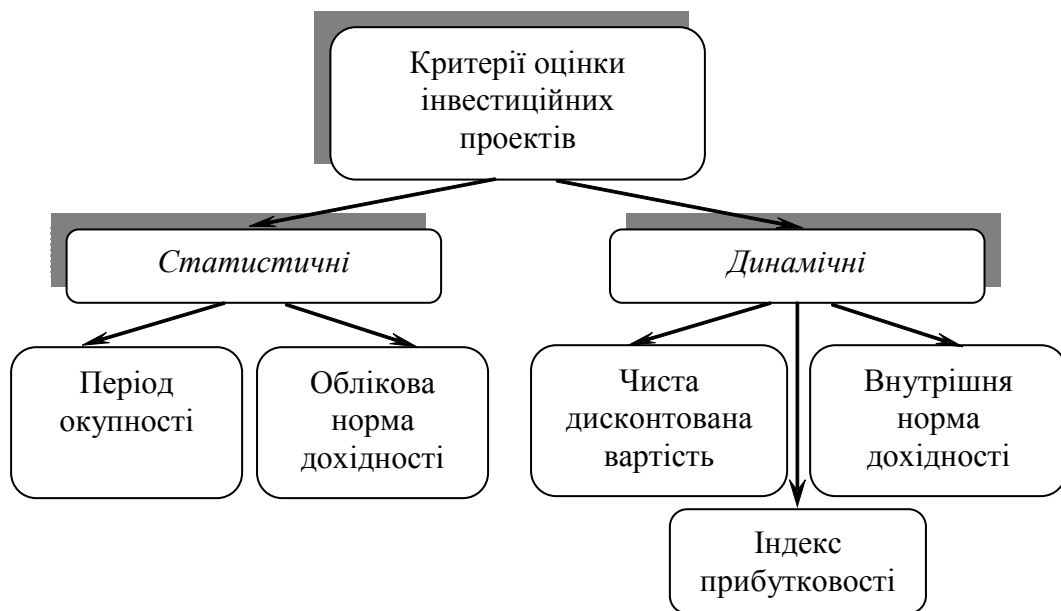 Критерії оцінки
інвестиційних
проектів
Статистичні
Динамічні
Період
окупності
Облікова
норма
дохідності
Чиста
дисконтована
вартість
Внутрішня
норма
дохідності
Індекс
прибутковості